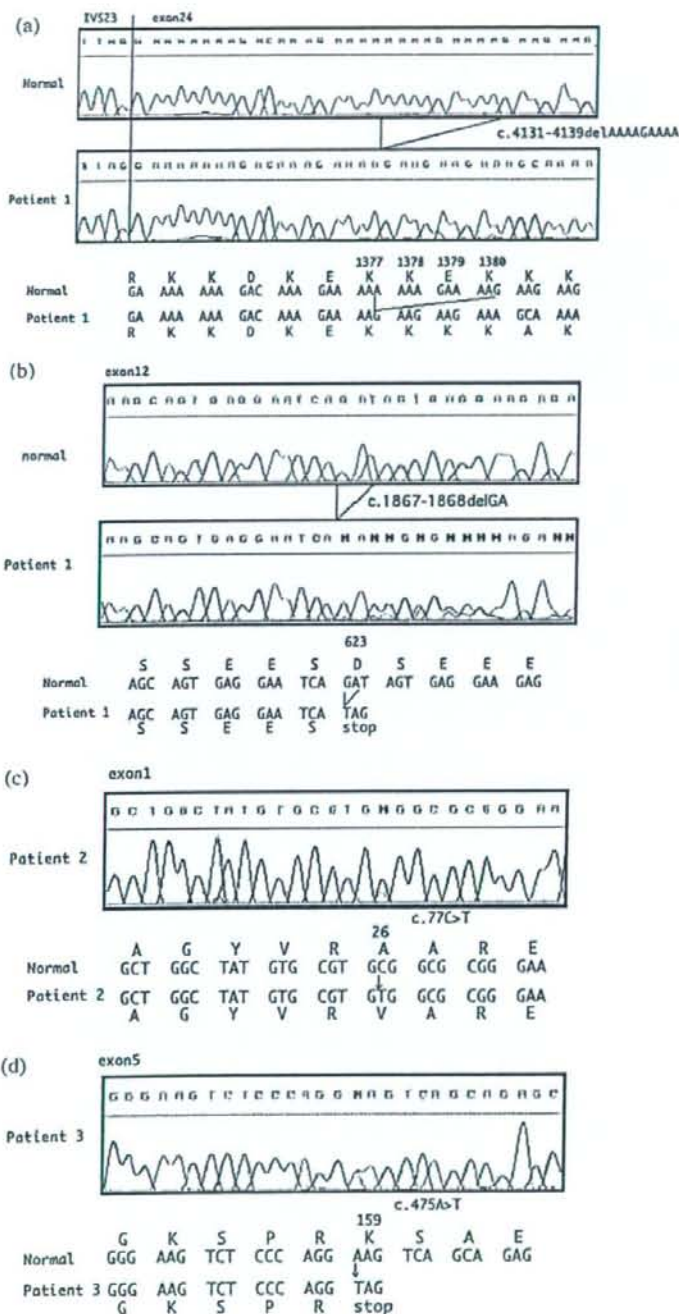 (a)
IVS23 exon24
Normal
c.4131-4139delAAAAGAAAA
Patient 1
1377 1378 1379 1380
R K K D K E K K E K K K
Normal GA AAA AAA GAC AAA GAA AAA AAA GAA AAG AAG AAG
Patient 1 GA AAA AAA GAC AAA GAA AAG AAG AAG AAA GCA AAA
R K K D K E K K K K A K
(b)
exon12
normal
c.1867-1868delGA
Patient 1
623
S S E E S D S E E E
Normal AGC AGT GAG GAA TCA GAT AGT GAG GAA GAG
Patient 1 AGC AGT GAG GAA TCA TAG
S S E E S stop
(c)
exon1
Patient 2
c.77C>T
26
A G Y V R A A R E
Normal GCT GGC TAT GTG CGT GCG GCG CGG GAA
Patient 2 GCT GGC TAT GTG CGT GTG GCG CGG GAA
A G Y V R V A R E
(d)
exon5
Patient 3
c.475A>T
159
G K S P R K S A E
Normal GGG AAG TCT CCC AGG AAG TCA GCA GAG
Patient 3 GGG AAG TCT CCC AGG TAG
G K S P R stop